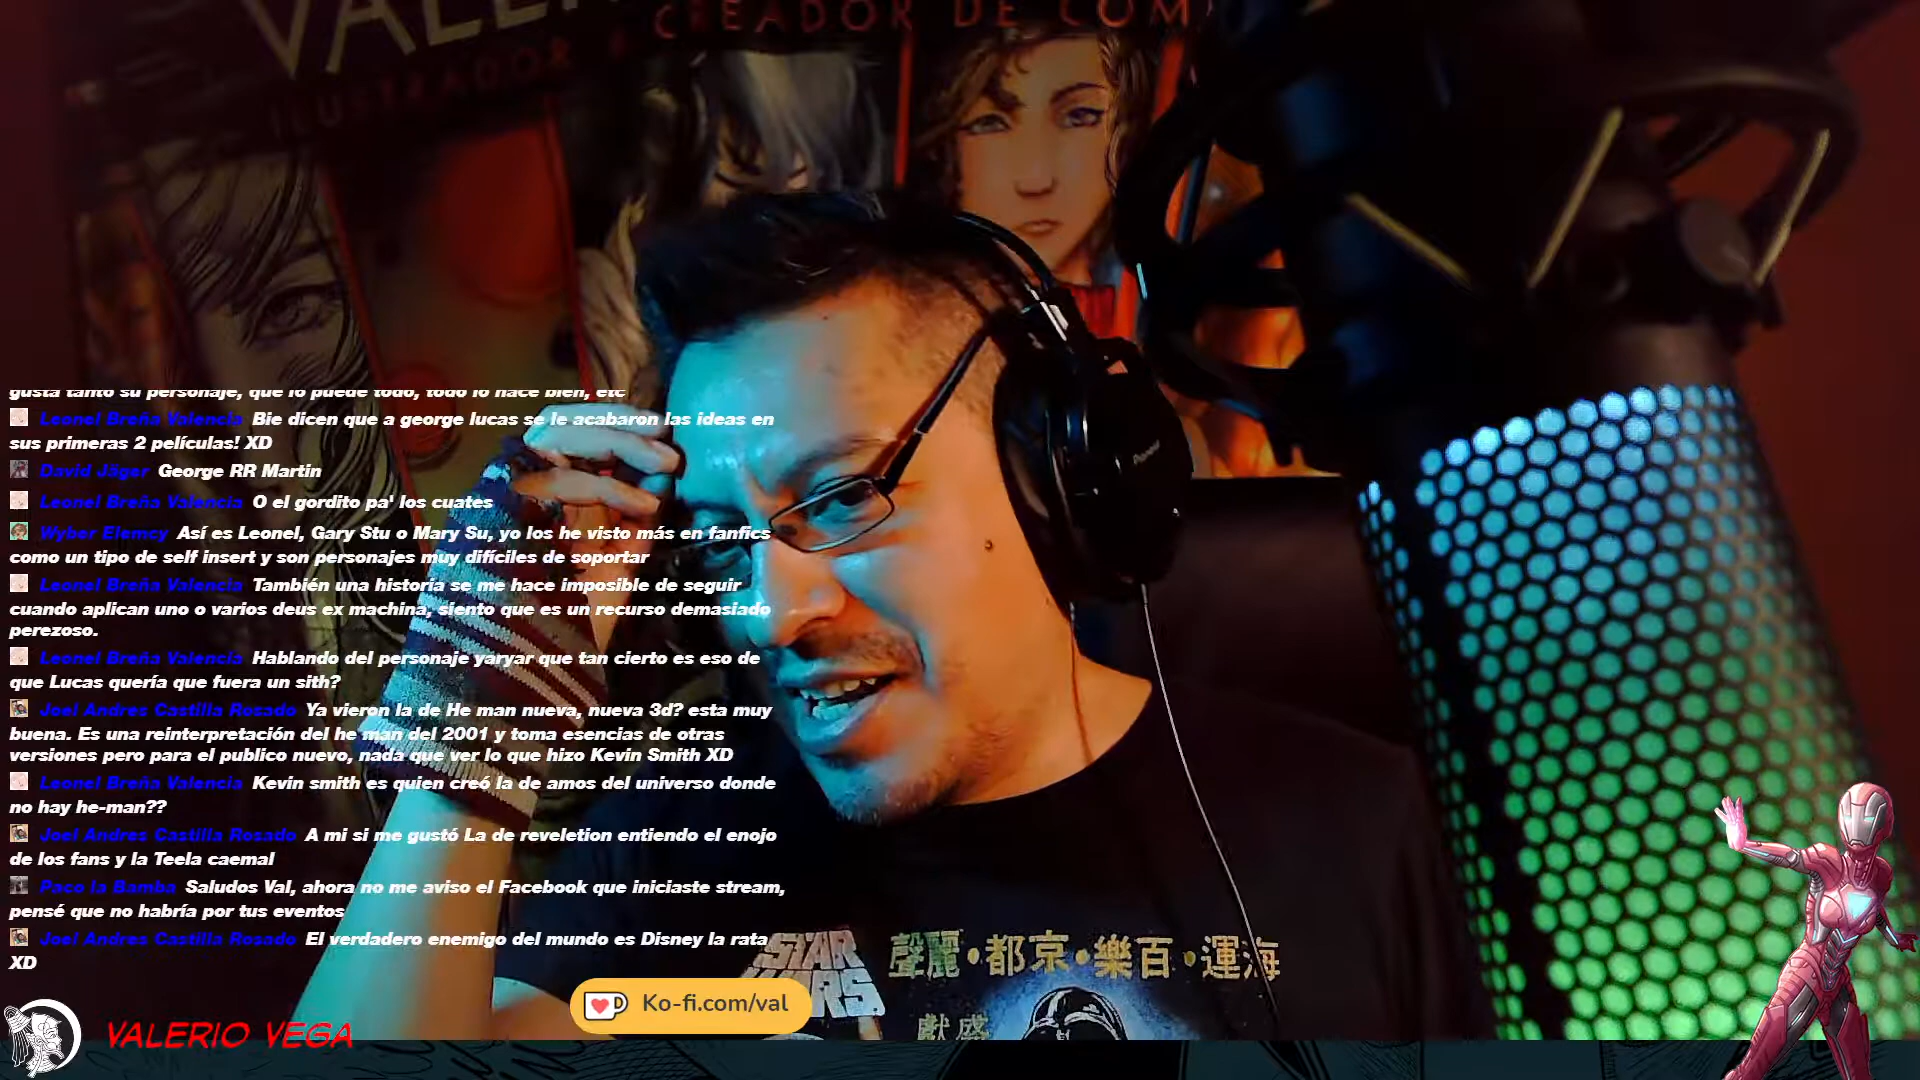 CREADOR DE COM
ILUSTRADOR
gusta tanto su personaje, que lo puede todo, todo lo hace bien, etc
Leonel Breña Valencia Bie dicen que a george lucas se le acabaron las ideas en
sus primeras 2 películas! XD
David Jäger George RR Martin
Leonel Breña Valencia O el gordito pa' los cuates
Wyber Elemcy Así es Leonel, Gary Stu o Mary Su, yo los he visto más en fanfics
como un tipo de self insert y son personajes muy difíciles de soportar
Leonel Breña Valencia También una historia se me hace imposible de seguir
cuando aplican uno o varios deus ex machina, siento que es un recurso demasiado
perezoso.
Leonel Breña Valencia Hablando del personaje yaryar que tan cierto es eso de
que Lucas quería que fuera un sith?
Joel Andres Castilla Rosado Ya vieron la de He man nueva, nueva 3d? esta muy
buena. Es una reinterpretación del he man del 2001 y toma esencias de otras
versiones pero para el publico nuevo, nada que ver lo que hizo Kevin Smith XD
Leonel Breña Valencia Kevin smith es quien creó la de amos del universo donde
no hay he-man??
Joel Andres Castilla Rosado A mi si me gustó La de reveletion entiendo el enojo
de los fans y la Teela caemal
Paco la Bamba Saludos Val, ahora no me aviso el Facebook que iniciaste stream,
pensé que no habría por tus eventos
Joel Andres Castilla Rosado El verdadero enemigo del mundo es Disney la rata
XD
Pioneer
STAR
WARS
聲麗•都京•樂百•運海
獻盛
Ko-fi.com/val
VALERIO VEGA